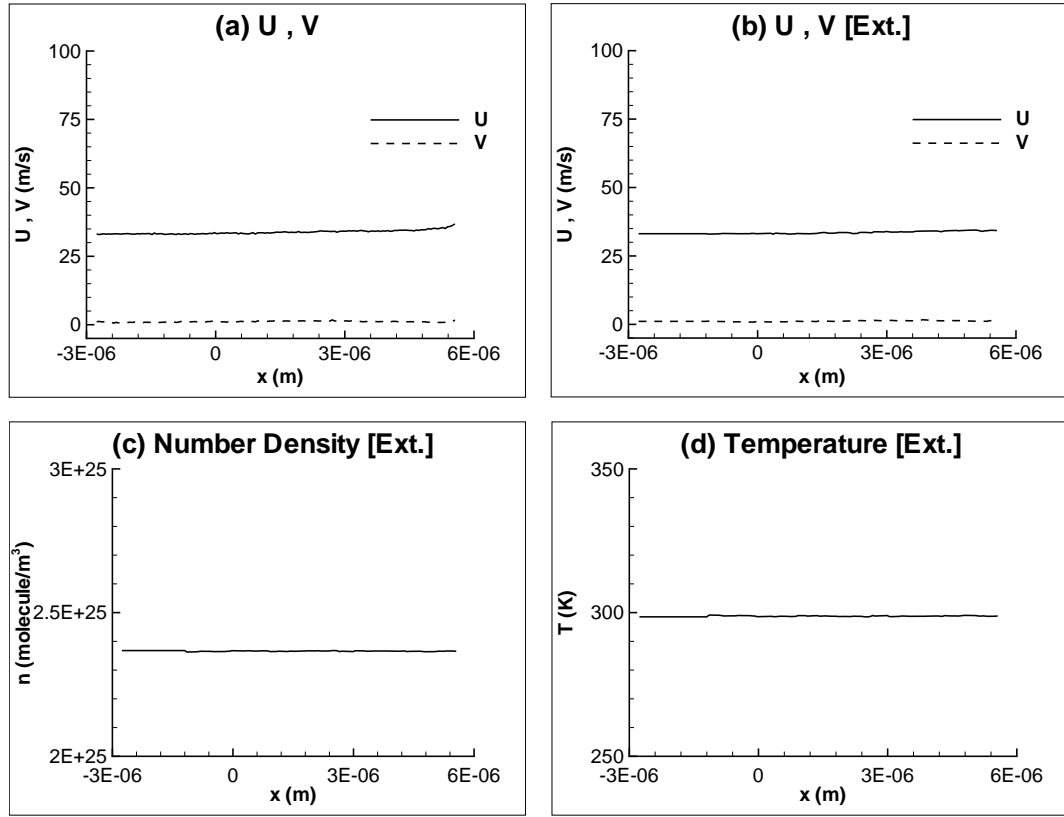 (a) U , V
100
75
50
25
0
U , V (m/s)
U
V
-3E-06 0 3E-06 6E-06
x (m)
(b) U , V [Ext.]
100
75
50
25
0
U , V (m/s)
U
V
-3E-06 0 3E-06 6E-06
x (m)
(c) Number Density [Ext.]
3E+25
2.5E+25
2E+25
n (molecule/m³)
-3E-06 0 3E-06 6E-06
x (m)
(d) Temperature [Ext.]
350
300
250
T (K)
-3E-06 0 3E-06 6E-06
x (m)